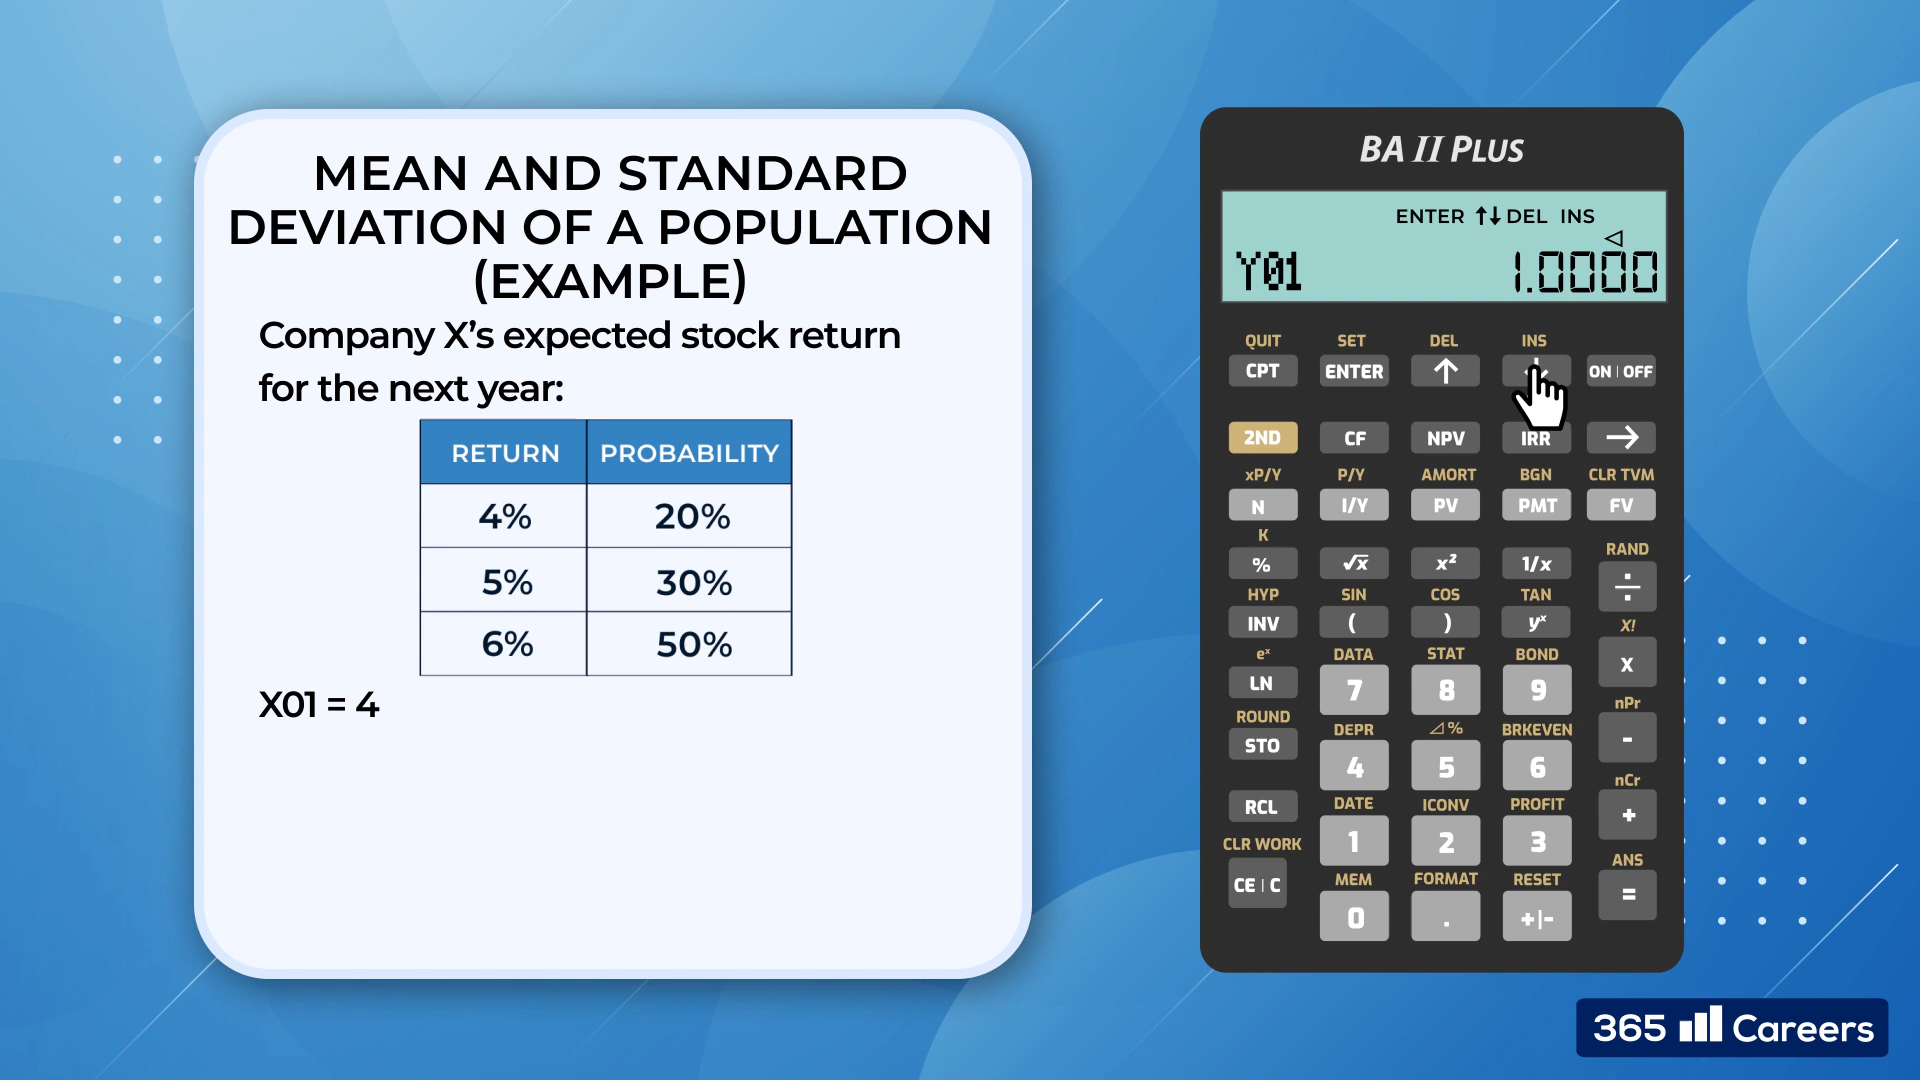 MEAN AND STANDARD
DEVIATION OF A POPULATION
(EXAMPLE)
Company X’s expected stock return
for the next year:
RETURN PROBABILITY
4% 20%
5% 30%
6% 50%
X01 = 4
BA II PLUS
ENTER ↑↓ DEL INS
Y01 1.0000
QUIT SET DEL INS
CPT ENTER ↑ ON | OFF
2ND CF NPV IRR →
xP/Y P/Y AMORT BGN CLR TVM
N I/Y PV PMT FV
K
% √x x² 1/x RAND
÷
HYP SIN COS TAN
INV ( ) yˣ X!
eˣ DATA STAT BOND
LN 7 8 9 x
ROUND nPr
DEPR ⊿% BRKEVEN
STO 4 5 6 -
nCr
RCL DATE ICONV PROFIT
1 2 3 +
CLR WORK ANS
CE | C MEM FORMAT RESET =
0 . +|-
365 Careers